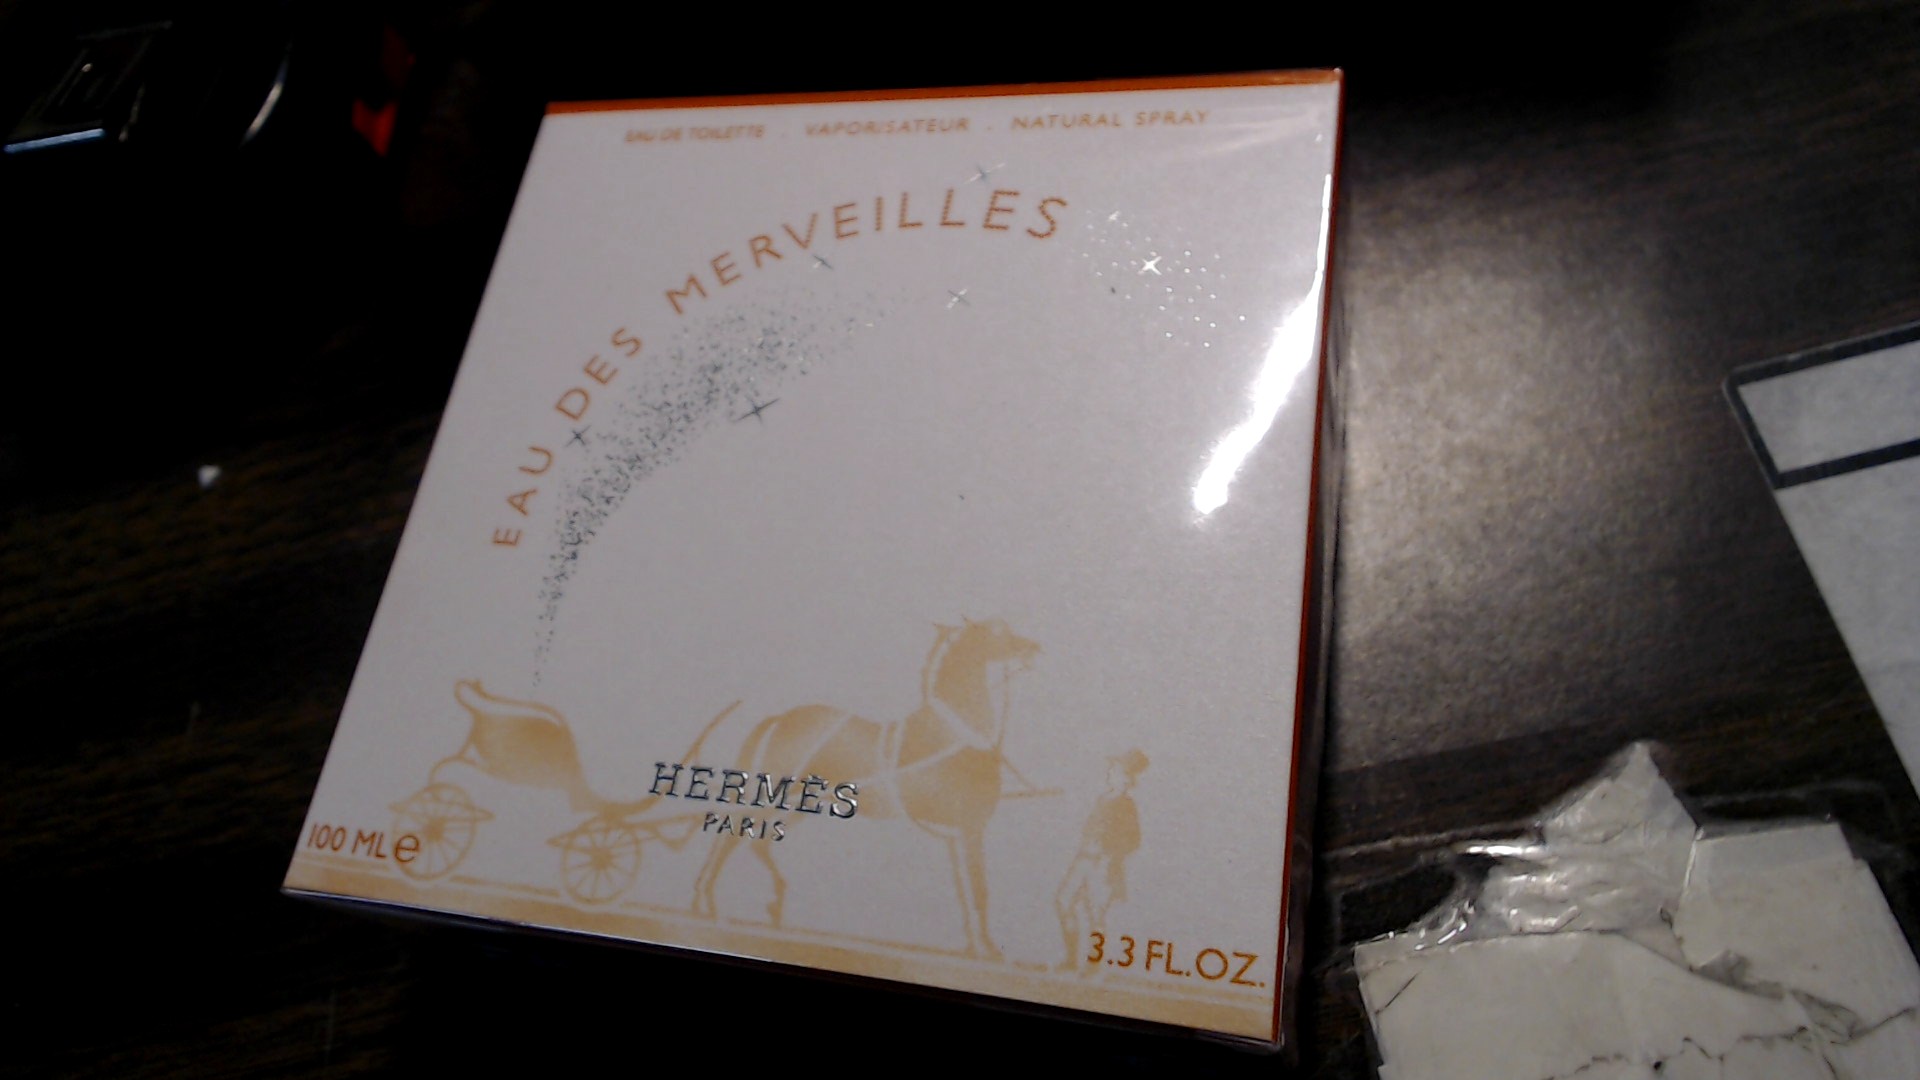 EAU DE TOILETTE . VAPORISATEUR . NATURAL SPRAY
EAU DES MERVEILLES
HERMÈS
PARIS
100 ML e
3.3 FL.OZ.